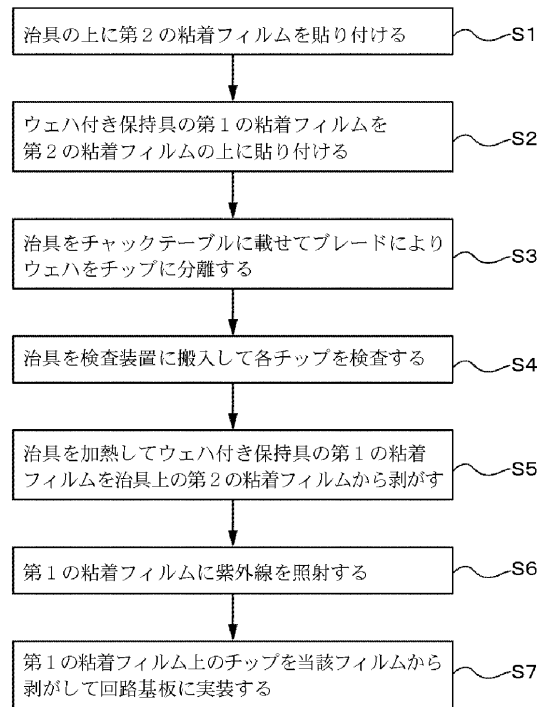 治具の上に第2の粘着フィルムを貼り付ける
S1
ウェハ付き保持具の第1の粘着フィルムを
第2の粘着フィルムの上に貼り付ける
S2
治具をチャックテーブルに載せてブレードにより
ウェハをチップに分離する
S3
治具を検査装置に搬入して各チップを検査する
S4
治具を加熱してウェハ付き保持具の第1の粘着
フィルムを治具上の第2の粘着フィルムから剥がす
S5
第1の粘着フィルムに紫外線を照射する
S6
第1の粘着フィルム上のチップを当該フィルムから
剥がして回路基板に実装する
S7